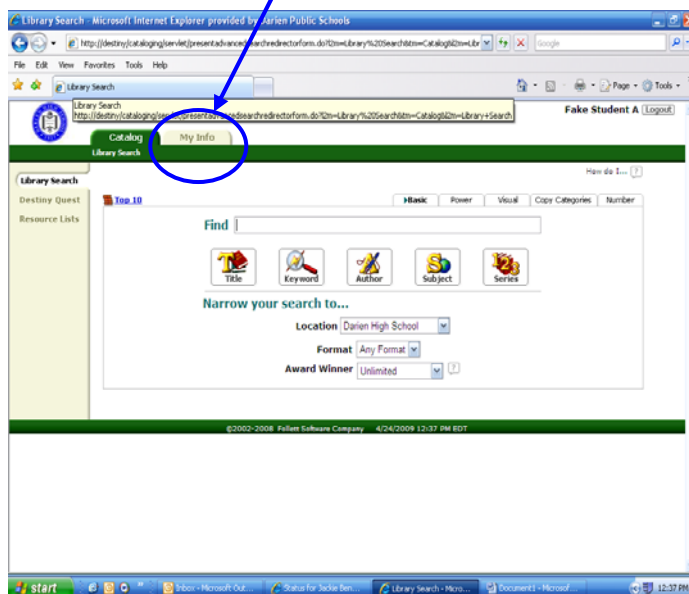 Library Search - Microsoft Internet Explorer provided by Darien Public Schools
http://destiny/cataloging/servlet/presentadvancedsearchredirectorform.do?l2m=Library%20Search&tm=Catalog&l2m=Libr
Google
File Edit View Favorites Tools Help
Library Search
Page Tools
Library Search
http://destiny/cataloging/servlet/presentadvancedsearchredirectorform.do?l2m=Library%20Search&tm=Catalog&l2m=Library+Search
Fake Student A Logout
Catalog My Info
Library Search
How do I... ?
Library Search
Destiny Quest
Resource Lists
Top 10
Basic Power Visual Copy Categories Number
Find
Title Keyword Author Subject Series
Narrow your search to...
Location Darien High School
Format Any Format
Award Winner Unlimited ?
©2002-2008 Follett Software Company 4/24/2009 12:37 PM EDT
start Inbox - Microsoft Out... Status for Jackie Ben... Library Search - Micro... Document1 - Microsof... 12:37 PM